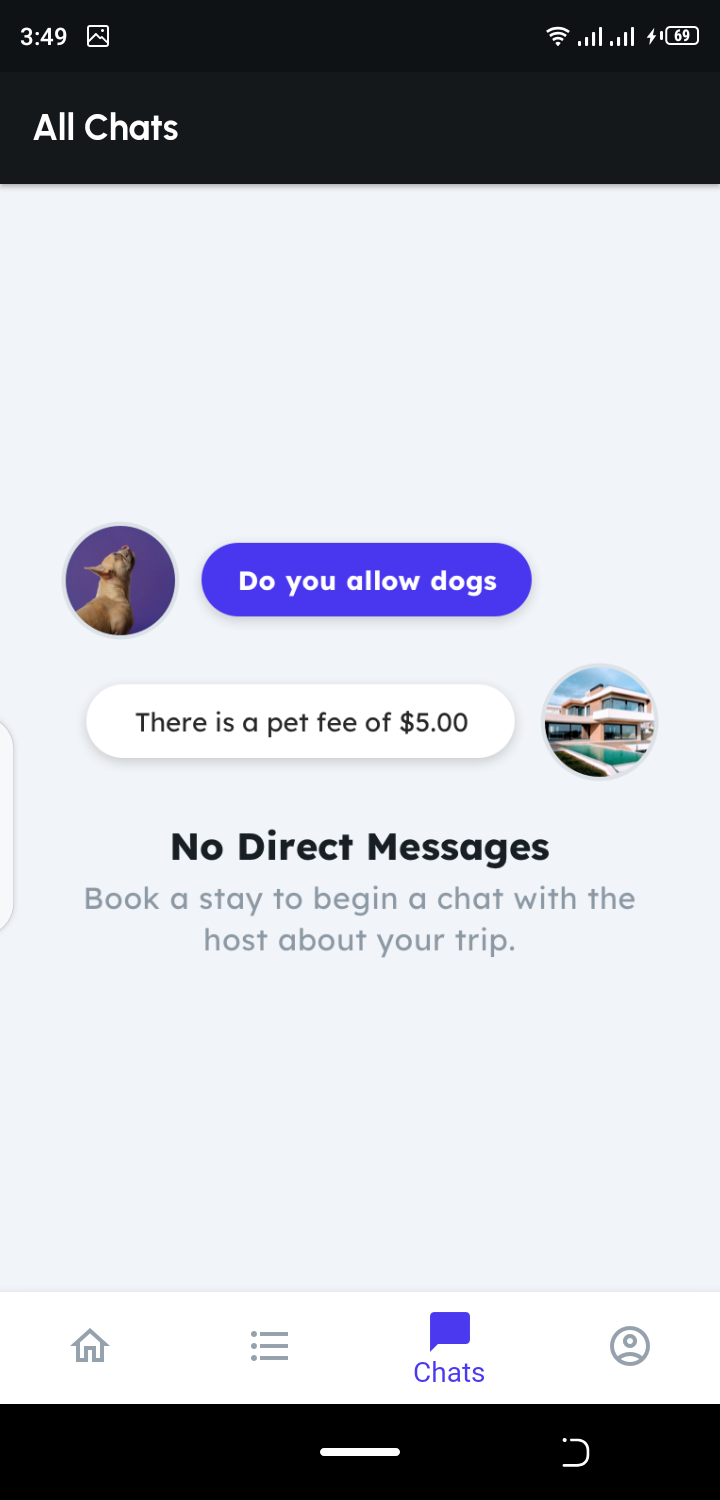 3:49
69
All Chats
Do you allow dogs
There is a pet fee of $5.00
No Direct Messages
Book a stay to begin a chat with the
host about your trip.
Chats